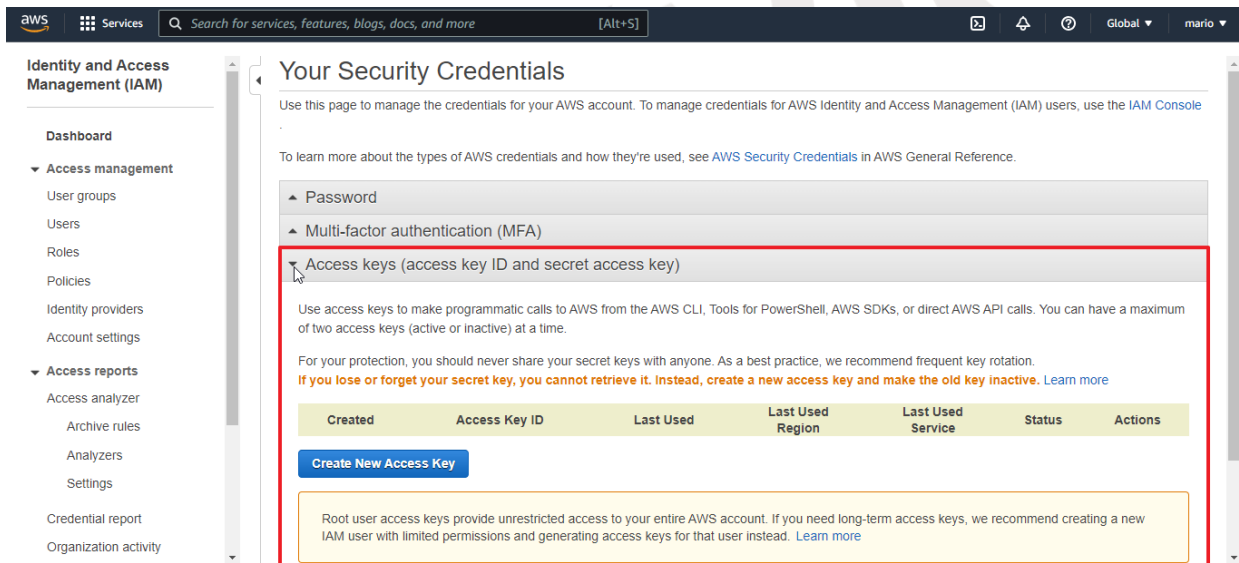 aws Services Search for services, features, blogs, docs, and more [Alt+S] Global ▼ mario ▼
Identity and Access
Management (IAM)
Dashboard
Access management
User groups
Users
Roles
Policies
Identity providers
Account settings
Access reports
Access analyzer
Archive rules
Analyzers
Settings
Credential report
Organization activity
Your Security Credentials
Use this page to manage the credentials for your AWS account. To manage credentials for AWS Identity and Access Management (IAM) users, use the IAM Console
.
To learn more about the types of AWS credentials and how they're used, see AWS Security Credentials in AWS General Reference.
Password
Multi-factor authentication (MFA)
Access keys (access key ID and secret access key)
Use access keys to make programmatic calls to AWS from the AWS CLI, Tools for PowerShell, AWS SDKs, or direct AWS API calls. You can have a maximum
of two access keys (active or inactive) at a time.
For your protection, you should never share your secret keys with anyone. As a best practice, we recommend frequent key rotation.
If you lose or forget your secret key, you cannot retrieve it. Instead, create a new access key and make the old key inactive. Learn more
Created Access Key ID Last Used Last Used Region Last Used Service Status Actions
Create New Access Key
Root user access keys provide unrestricted access to your entire AWS account. If you need long-term access keys, we recommend creating a new
IAM user with limited permissions and generating access keys for that user instead. Learn more